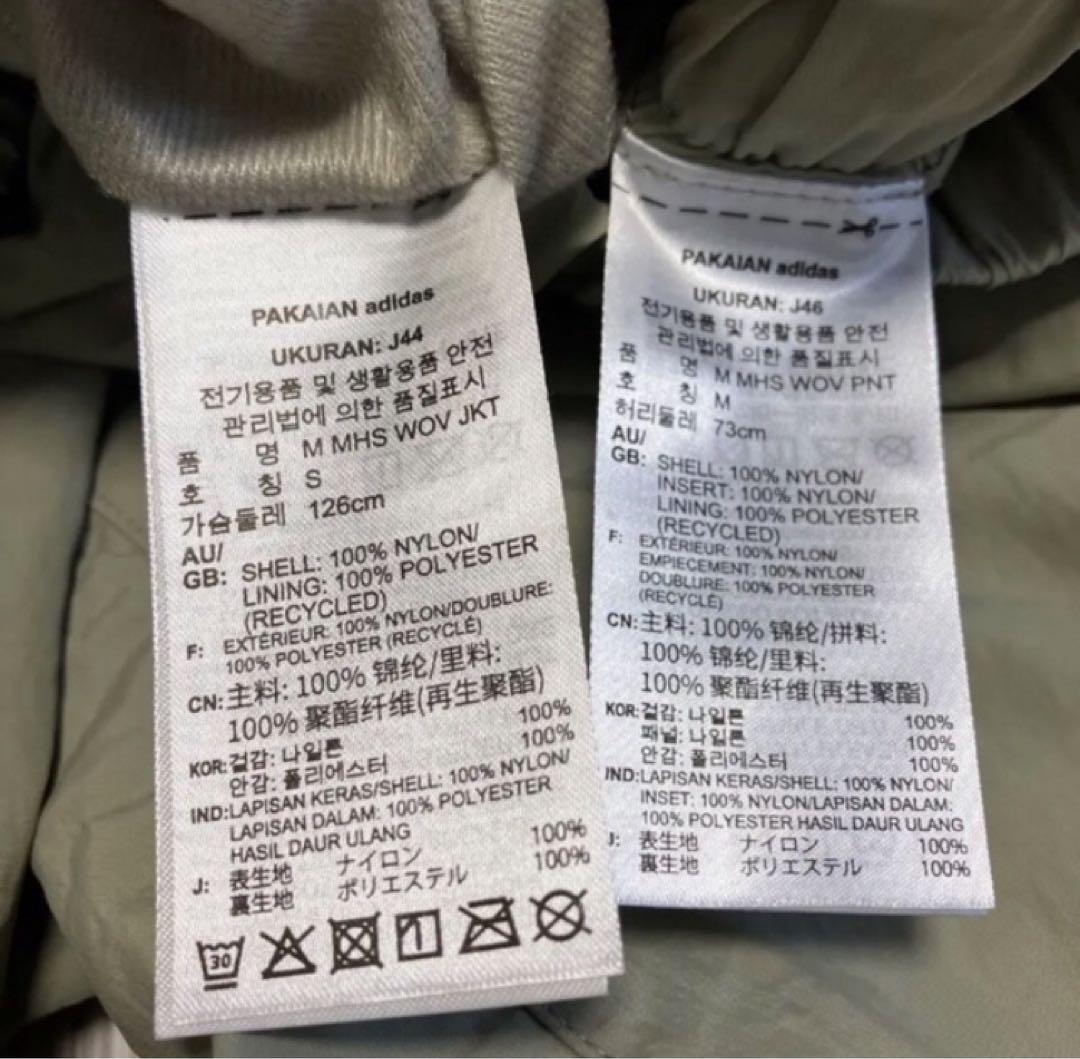 PAKAIAN adidas
UKURAN: J44
전기용품 및 생활용품 안전
관리법에 의한 품질표시
품 명 M MHS WOV JKT
호 칭 S
가슴둘레 126cm
AU/
GB: SHELL: 100% NYLON/
LINING: 100% POLYESTER
(RECYCLED)
F: EXTÉRIEUR: 100% NYLON/DOUBLURE:
100% POLYESTER (RECYCLÉ)
CN: 主料: 100% 锦纶/里料:
100% 聚酯纤维(再生聚酯)
KOR: 겉감: 나일론 100%
안감: 폴리에스터 100%
IND: LAPISAN KERAS/SHELL: 100% NYLON/
LAPISAN DALAM: 100% POLYESTER
HASIL DAUR ULANG
J: 表生地 ナイロン 100%
裏生地 ポリエステル 100%
30
PAKAIAN adidas
UKURAN: J46
전기용품 및 생활용품 안전
관리법에 의한 품질표시
품 명 M MHS WOV PNT
호 칭 M
허리둘레 73cm
AU/
GB: SHELL: 100% NYLON/
INSERT: 100% NYLON/
LINING: 100% POLYESTER
(RECYCLED)
F: EXTÉRIEUR: 100% NYLON/
EMPIECEMENT: 100% NYLON/
DOUBLURE: 100% POLYESTER
(RECYCLÉ)
CN: 主料: 100% 锦纶/拼料:
100% 锦纶/里料:
100% 聚酯纤维(再生聚酯)
KOR: 겉감: 나일론 100%
패널: 나일론 100%
안감: 폴리에스터 100%
IND: LAPISAN KERAS/SHELL: 100% NYLON/
INSET: 100% NYLON/LAPISAN DALAM:
100% POLYESTER HASIL DAUR ULANG
J: 表生地 ナイロン 100%
裏生地 ポリエステル 100%